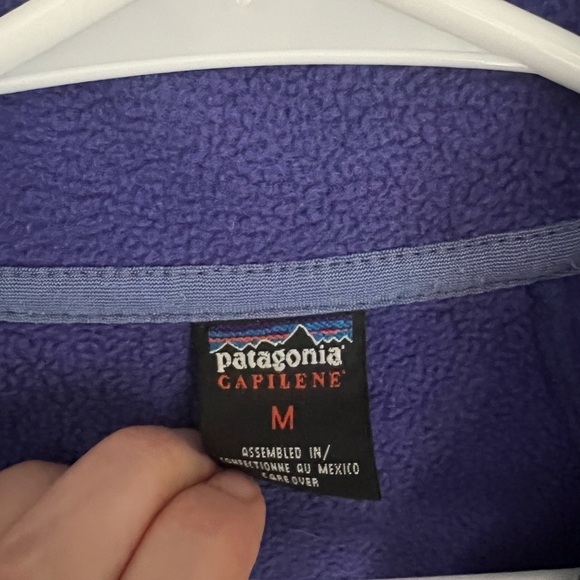 patagonia®
CAPILENE®
M
ASSEMBLED IN/
CONFECTIONNE AU MEXICO
CARE OVER